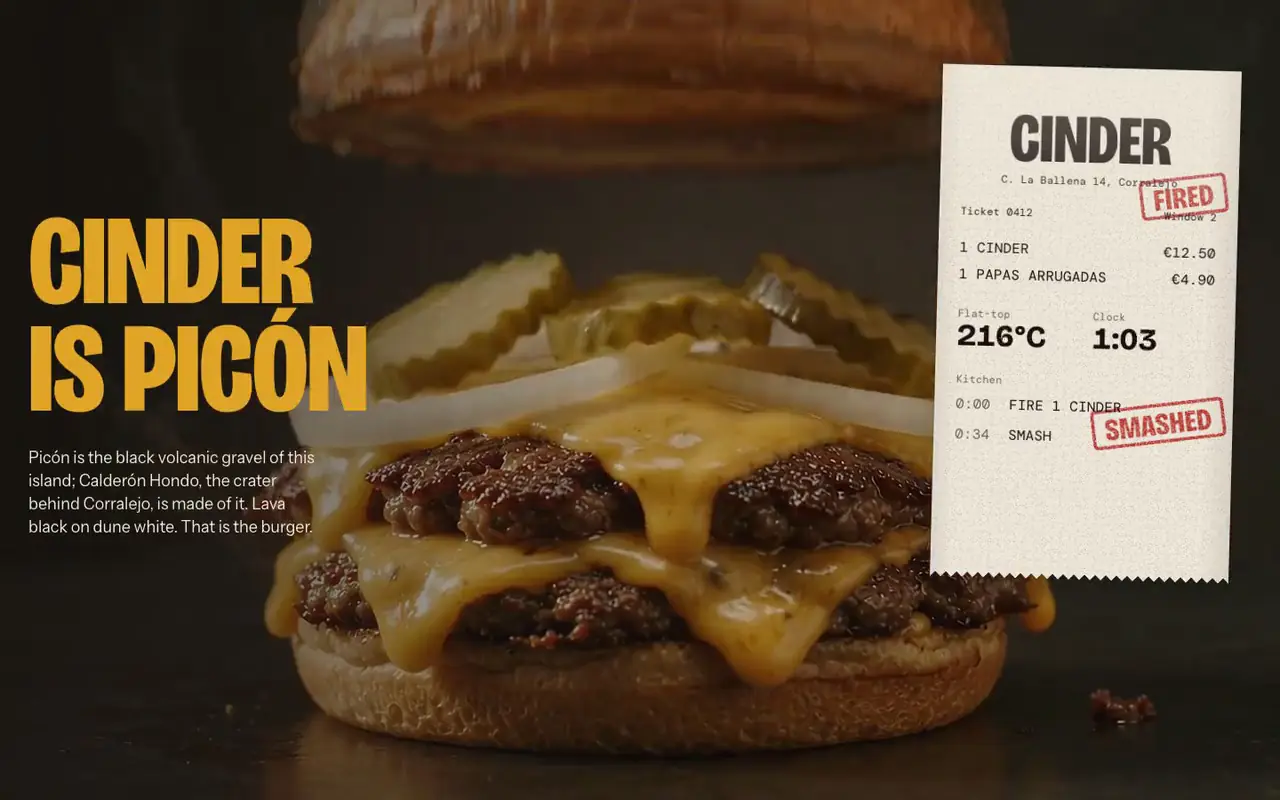 CINDER
IS PICÓN
Picón is the black volcanic gravel of this
island; Calderón Hondo, the crater
behind Corralejo, is made of it. Lava
black on dune white. That is the burger.
CINDER
C. La Ballena 14, Corralejo
FIRED
Ticket 0412 Window 2
1 CINDER €12.50
1 PAPAS ARRUGADAS €4.90
Flat-top Clock
216°C 1:03
Kitchen
0:00 FIRE 1 CINDER
0:34 SMASH
SMASHED